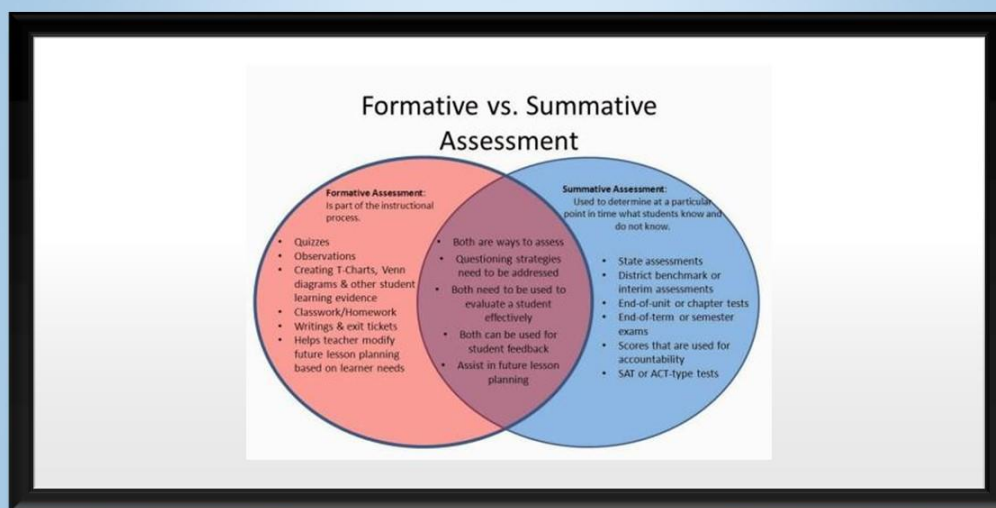 Formative vs. Summative
Assessment
Formative Assessment:
Is part of the instructional
process.
• Quizzes
• Observations
• Creating T-Charts, Venn
diagrams & other student
learning evidence
• Classwork/Homework
• Writings & exit tickets
• Helps teacher modify
future lesson planning
based on learner needs
• Both are ways to assess
• Questioning strategies
need to be addressed
• Both need to be used to
evaluate a student
effectively
• Both can be used for
student feedback
• Assist in future lesson
planning
Summative Assessment:
Used to determine at a particular
point in time what students know and
do not know.
• State assessments
• District benchmark or
interim assessments
• End-of-unit or chapter tests
• End-of-term or semester
exams
• Scores that are used for
accountability
• SAT or ACT-type tests